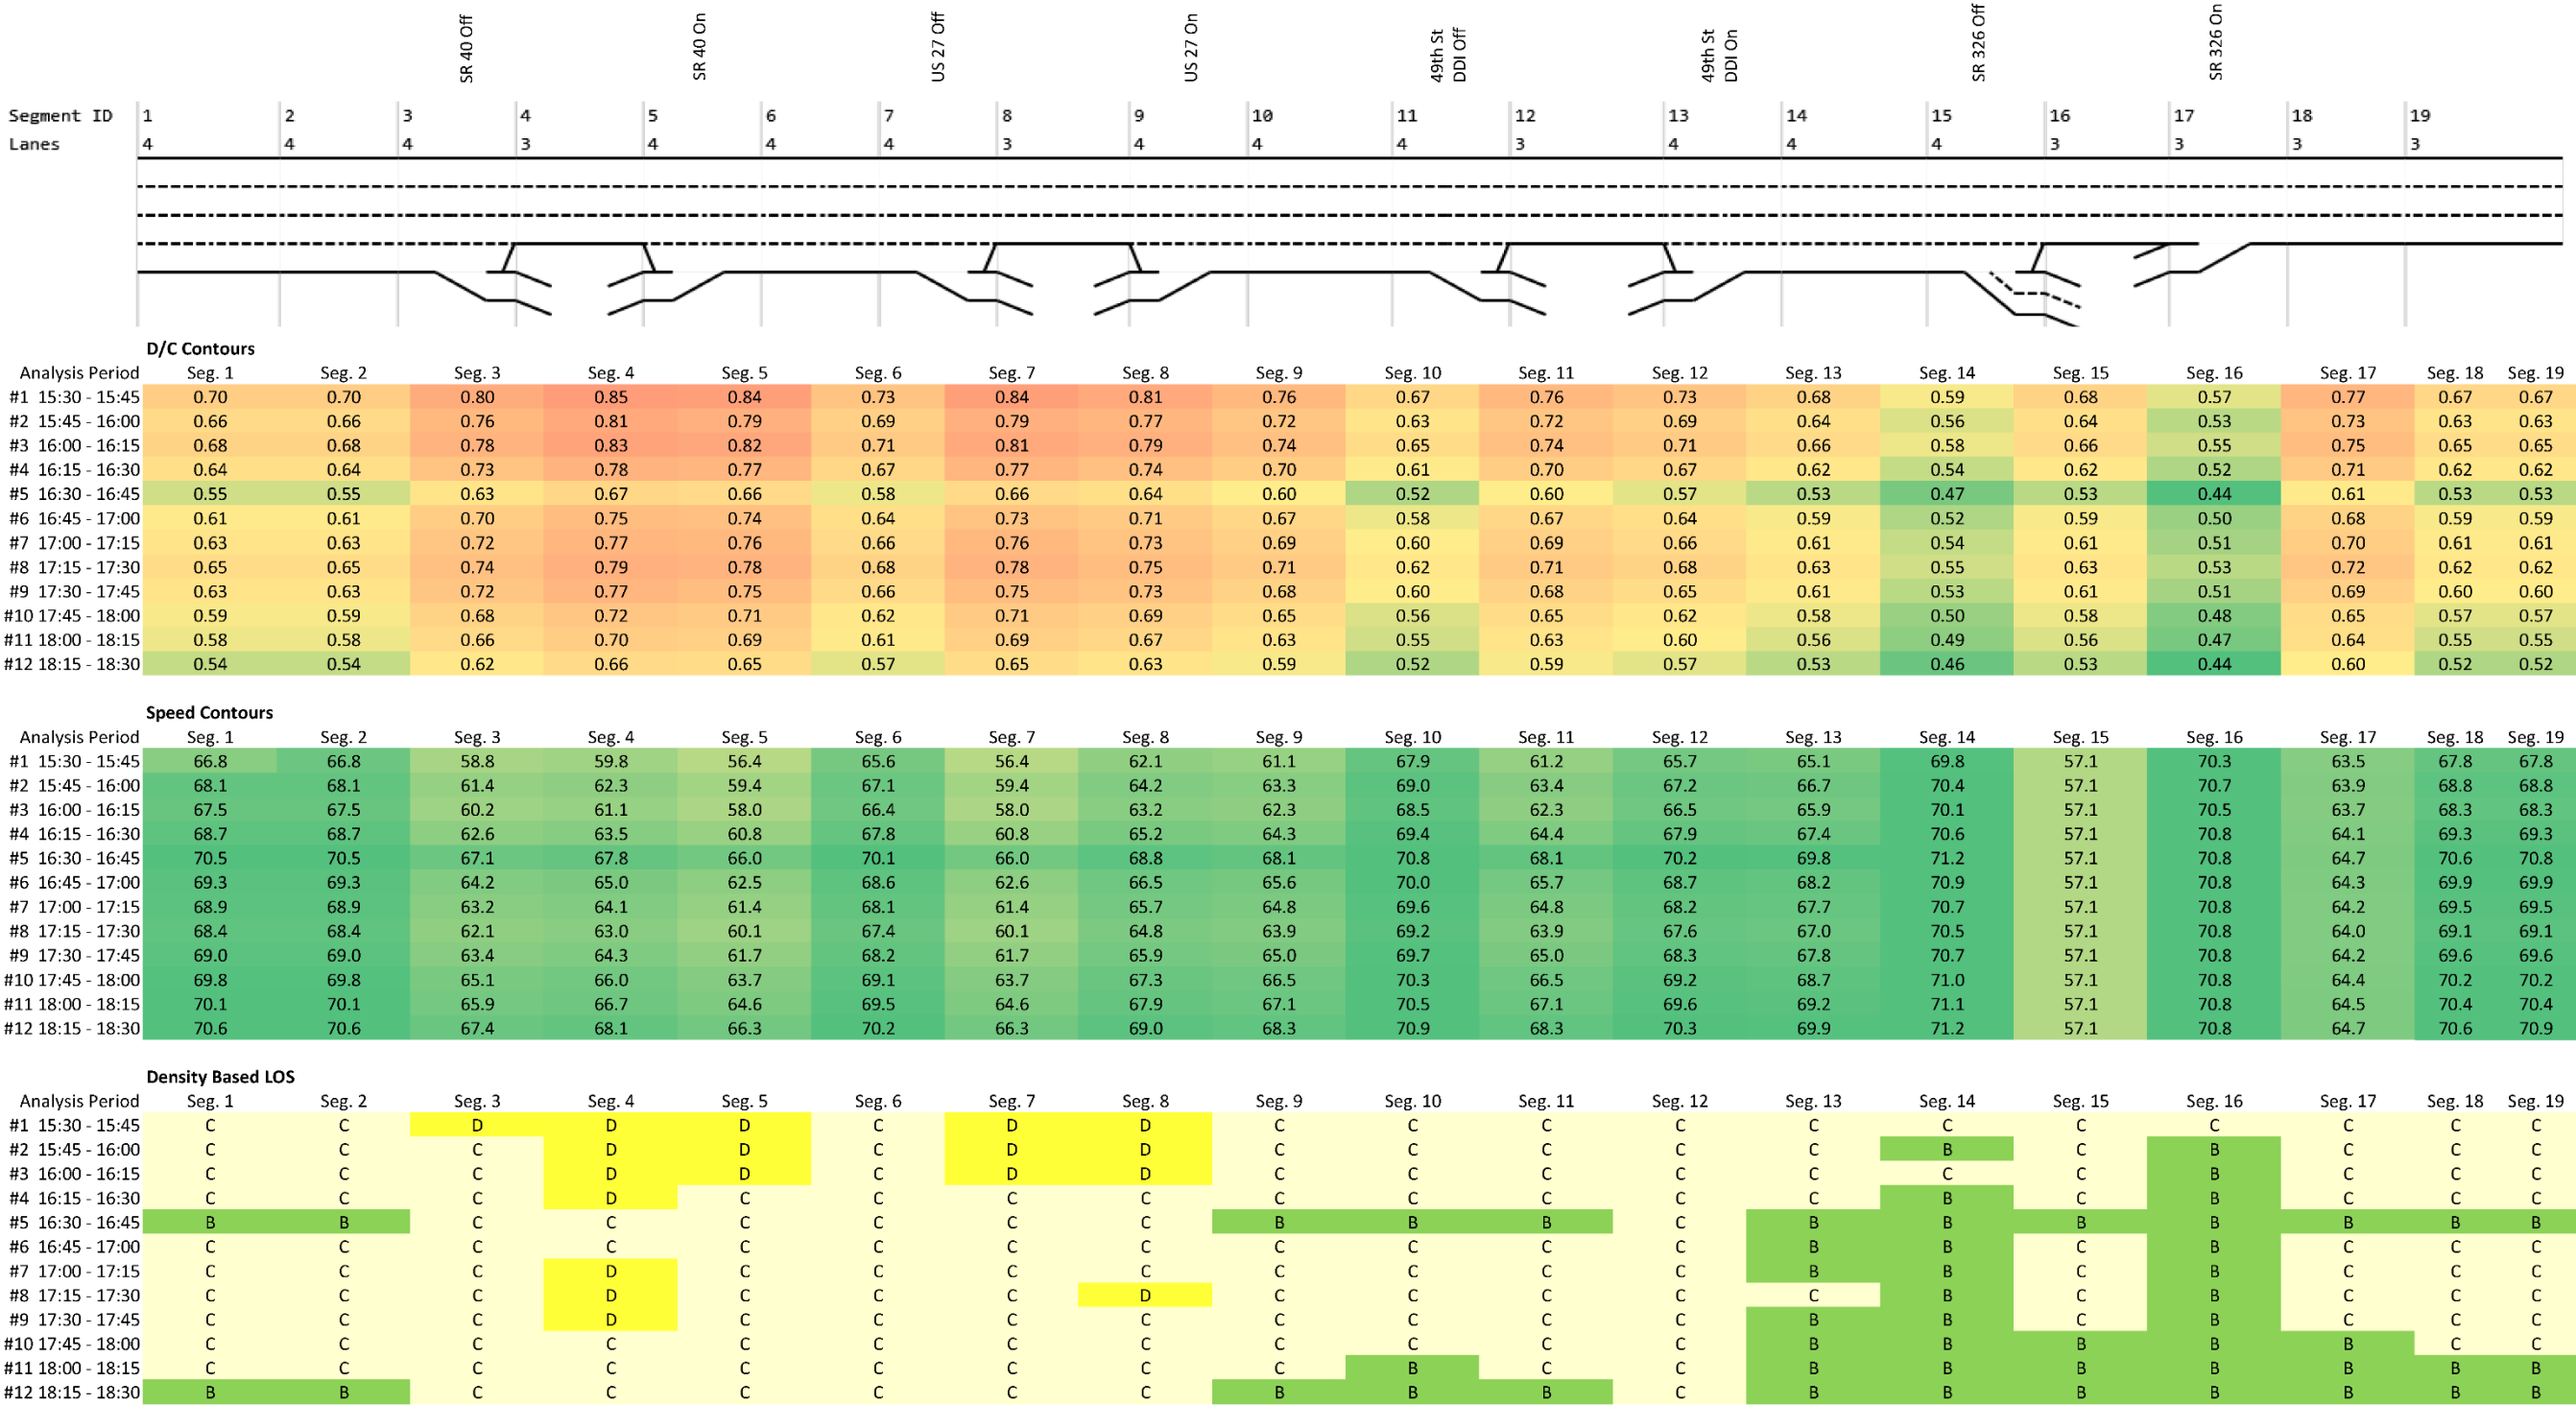 SR 40 Off
SR 40 On
US 27 Off
US 27 On
49th St
DDI Off
49th St
DDI On
SR 326 Off
SR 326 On
Segment ID 1 2 3 4 5 6 7 8 9 10 11 12 13 14 15 16 17 18 19
Lanes 4 4 4 3 4 4 4 3 4 4 4 3 4 4 4 3 3 3 3
D/C Contours
Analysis Period Seg. 1 Seg. 2 Seg. 3 Seg. 4 Seg. 5 Seg. 6 Seg. 7 Seg. 8 Seg. 9 Seg. 10 Seg. 11 Seg. 12 Seg. 13 Seg. 14 Seg. 15 Seg. 16 Seg. 17 Seg. 18 Seg. 19
#1 15:30 - 15:45 0.70 0.70 0.80 0.85 0.84 0.73 0.84 0.81 0.76 0.67 0.76 0.73 0.68 0.59 0.68 0.57 0.77 0.67 0.67
#2 15:45 - 16:00 0.66 0.66 0.76 0.81 0.79 0.69 0.79 0.77 0.72 0.63 0.72 0.69 0.64 0.56 0.64 0.53 0.73 0.63 0.63
#3 16:00 - 16:15 0.68 0.68 0.78 0.83 0.82 0.71 0.81 0.79 0.74 0.65 0.74 0.71 0.66 0.58 0.66 0.55 0.75 0.65 0.65
#4 16:15 - 16:30 0.64 0.64 0.73 0.78 0.77 0.67 0.77 0.74 0.70 0.61 0.70 0.67 0.62 0.54 0.62 0.52 0.71 0.62 0.62
#5 16:30 - 16:45 0.55 0.55 0.63 0.67 0.66 0.58 0.66 0.64 0.60 0.52 0.60 0.57 0.53 0.47 0.53 0.44 0.61 0.53 0.53
#6 16:45 - 17:00 0.61 0.61 0.70 0.75 0.74 0.64 0.73 0.71 0.67 0.58 0.67 0.64 0.59 0.52 0.59 0.50 0.68 0.59 0.59
#7 17:00 - 17:15 0.63 0.63 0.72 0.77 0.76 0.66 0.76 0.73 0.69 0.60 0.69 0.66 0.61 0.54 0.61 0.51 0.70 0.61 0.61
#8 17:15 - 17:30 0.65 0.65 0.74 0.79 0.78 0.68 0.78 0.75 0.71 0.62 0.71 0.68 0.63 0.55 0.63 0.53 0.72 0.62 0.62
#9 17:30 - 17:45 0.63 0.63 0.72 0.77 0.75 0.66 0.75 0.73 0.68 0.60 0.68 0.65 0.61 0.53 0.61 0.51 0.69 0.60 0.60
#10 17:45 - 18:00 0.59 0.59 0.68 0.72 0.71 0.62 0.71 0.69 0.65 0.56 0.65 0.62 0.58 0.50 0.58 0.48 0.65 0.57 0.57
#11 18:00 - 18:15 0.58 0.58 0.66 0.70 0.69 0.61 0.69 0.67 0.63 0.55 0.63 0.60 0.56 0.49 0.56 0.47 0.64 0.55 0.55
#12 18:15 - 18:30 0.54 0.54 0.62 0.66 0.65 0.57 0.65 0.63 0.59 0.52 0.59 0.57 0.53 0.46 0.53 0.44 0.60 0.52 0.52
Speed Contours
Analysis Period Seg. 1 Seg. 2 Seg. 3 Seg. 4 Seg. 5 Seg. 6 Seg. 7 Seg. 8 Seg. 9 Seg. 10 Seg. 11 Seg. 12 Seg. 13 Seg. 14 Seg. 15 Seg. 16 Seg. 17 Seg. 18 Seg. 19
#1 15:30 - 15:45 66.8 66.8 58.8 59.8 56.4 65.6 56.4 62.1 61.1 67.9 61.2 65.7 65.1 69.8 57.1 70.3 63.5 67.8 67.8
#2 15:45 - 16:00 68.1 68.1 61.4 62.3 59.4 67.1 59.4 64.2 63.3 69.0 63.4 67.2 66.7 70.4 57.1 70.7 63.9 68.8 68.8
#3 16:00 - 16:15 67.5 67.5 60.2 61.1 58.0 66.4 58.0 63.2 62.3 68.5 62.3 66.5 65.9 70.1 57.1 70.5 63.7 68.3 68.3
#4 16:15 - 16:30 68.7 68.7 62.6 63.5 60.8 67.8 60.8 65.2 64.3 69.4 64.4 67.9 67.4 70.6 57.1 70.8 64.1 69.3 69.3
#5 16:30 - 16:45 70.5 70.5 67.1 67.8 66.0 70.1 66.0 68.8 68.1 70.8 68.1 70.2 69.8 71.2 57.1 70.8 64.7 70.6 70.8
#6 16:45 - 17:00 69.3 69.3 64.2 65.0 62.5 68.6 62.6 66.5 65.6 70.0 65.7 68.7 68.2 70.9 57.1 70.8 64.3 69.9 69.9
#7 17:00 - 17:15 68.9 68.9 63.2 64.1 61.4 68.1 61.4 65.7 64.8 69.6 64.8 68.2 67.7 70.7 57.1 70.8 64.2 69.5 69.5
#8 17:15 - 17:30 68.4 68.4 62.1 63.0 60.1 67.4 60.1 64.8 63.9 69.2 63.9 67.6 67.0 70.5 57.1 70.8 64.0 69.1 69.1
#9 17:30 - 17:45 69.0 69.0 63.4 64.3 61.7 68.2 61.7 65.9 65.0 69.7 65.0 68.3 67.8 70.7 57.1 70.8 64.2 69.6 69.6
#10 17:45 - 18:00 69.8 69.8 65.1 66.0 63.7 69.1 63.7 67.3 66.5 70.3 66.5 69.2 68.7 71.0 57.1 70.8 64.4 70.2 70.2
#11 18:00 - 18:15 70.1 70.1 65.9 66.7 64.6 69.5 64.6 67.9 67.1 70.5 67.1 69.6 69.2 71.1 57.1 70.8 64.5 70.4 70.4
#12 18:15 - 18:30 70.6 70.6 67.4 68.1 66.3 70.2 66.3 69.0 68.3 70.9 68.3 70.3 69.9 71.2 57.1 70.8 64.7 70.6 70.9
Density Based LOS
Analysis Period Seg. 1 Seg. 2 Seg. 3 Seg. 4 Seg. 5 Seg. 6 Seg. 7 Seg. 8 Seg. 9 Seg. 10 Seg. 11 Seg. 12 Seg. 13 Seg. 14 Seg. 15 Seg. 16 Seg. 17 Seg. 18 Seg. 19
#1 15:30 - 15:45 C C D D D C D D C C C C C C C C C C C
#2 15:45 - 16:00 C C C D D C D D C C C C C B C B C C C
#3 16:00 - 16:15 C C C D D C D D C C C C C C C B C C C
#4 16:15 - 16:30 C C C D C C C C C C C C C B C B C C C
#5 16:30 - 16:45 B B C C C C C C B B B C B B B B B B B
#6 16:45 - 17:00 C C C C C C C C C C C C B B C B C C C
#7 17:00 - 17:15 C C C D C C C C C C C C B B C B C C C
#8 17:15 - 17:30 C C C D C C C D C C C C C B C B C C C
#9 17:30 - 17:45 C C C D C C C C C C C C B B C B C C C
#10 17:45 - 18:00 C C C C C C C C C C C C B B B B B C C
#11 18:00 - 18:15 C C C C C C C C C B C C B B B B B B B
#12 18:15 - 18:30 B B C C C C C C B B B C B B B B B B B